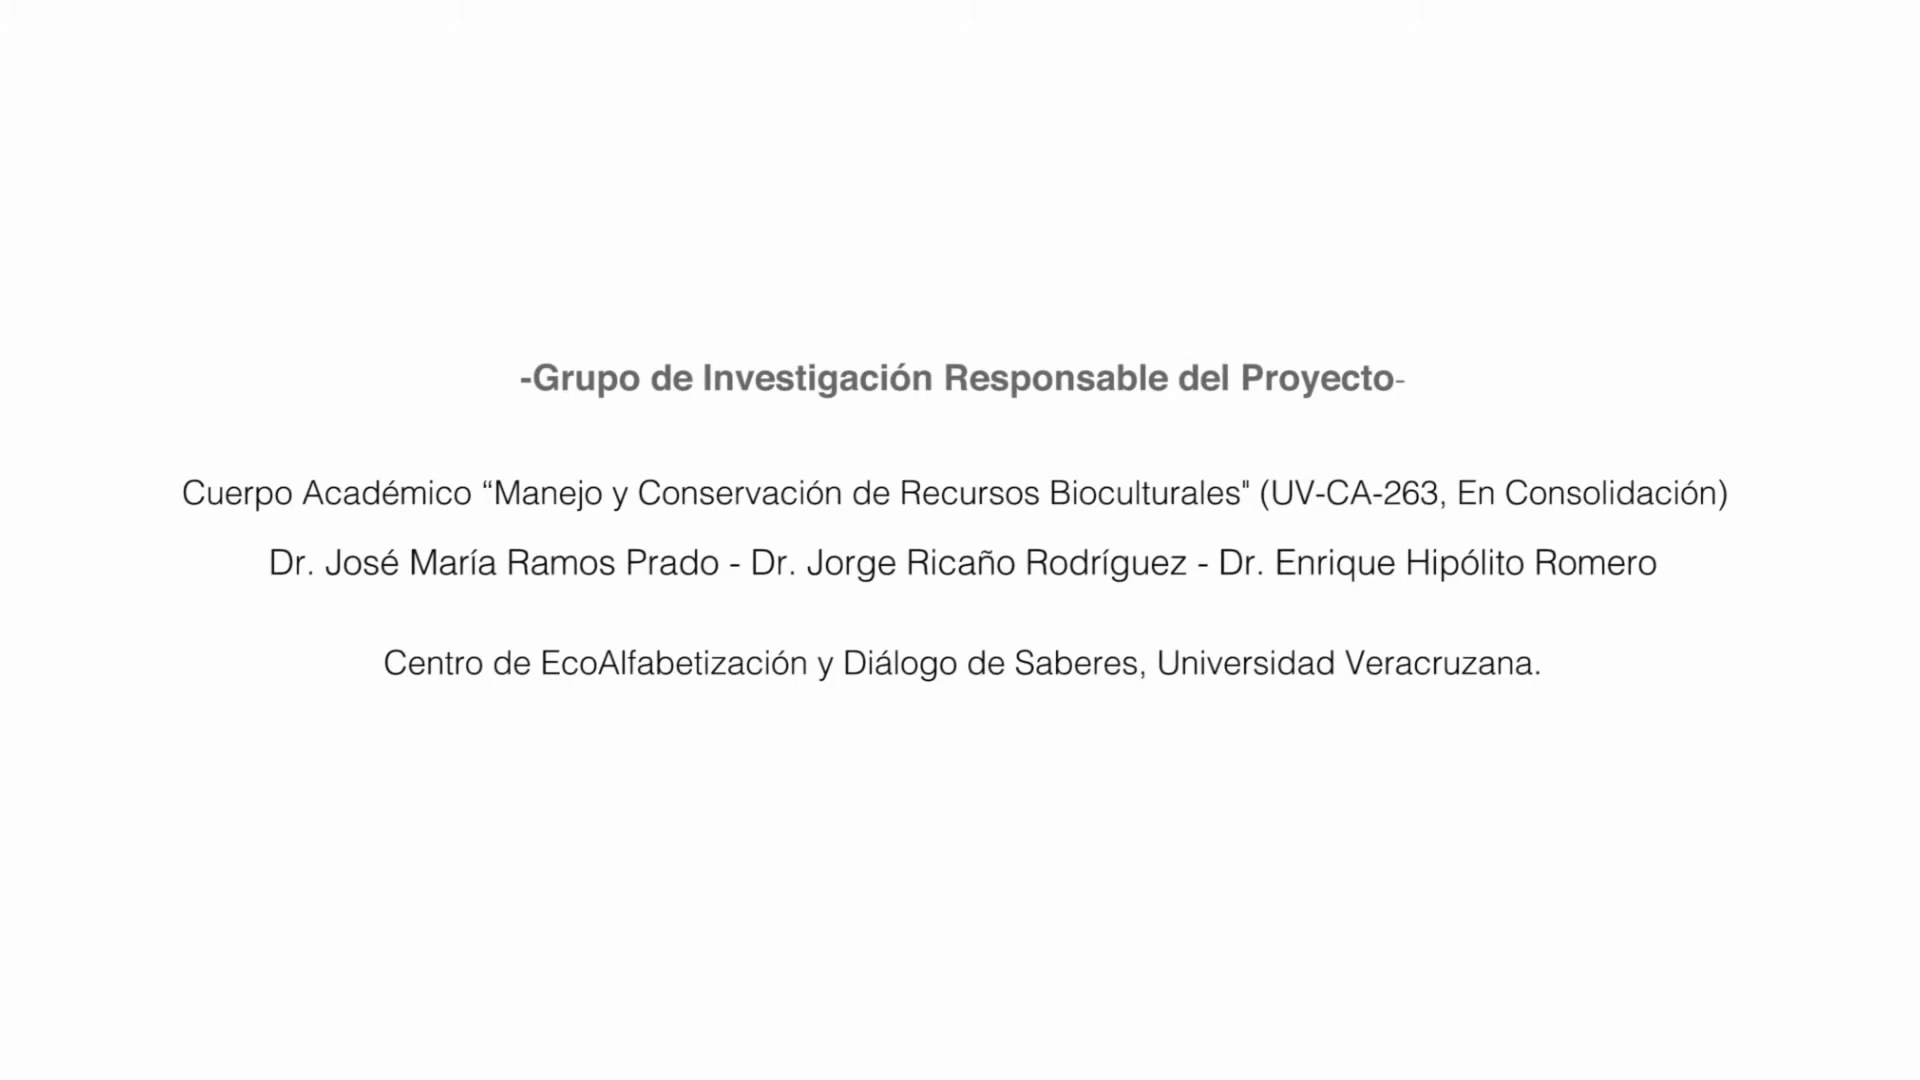 -Grupo de Investigación Responsable del Proyecto-
Cuerpo Académico “Manejo y Conservación de Recursos Bioculturales" (UV-CA-263, En Consolidación)
Dr. José María Ramos Prado - Dr. Jorge Ricaño Rodríguez - Dr. Enrique Hipólito Romero
Centro de EcoAlfabetización y Diálogo de Saberes, Universidad Veracruzana.